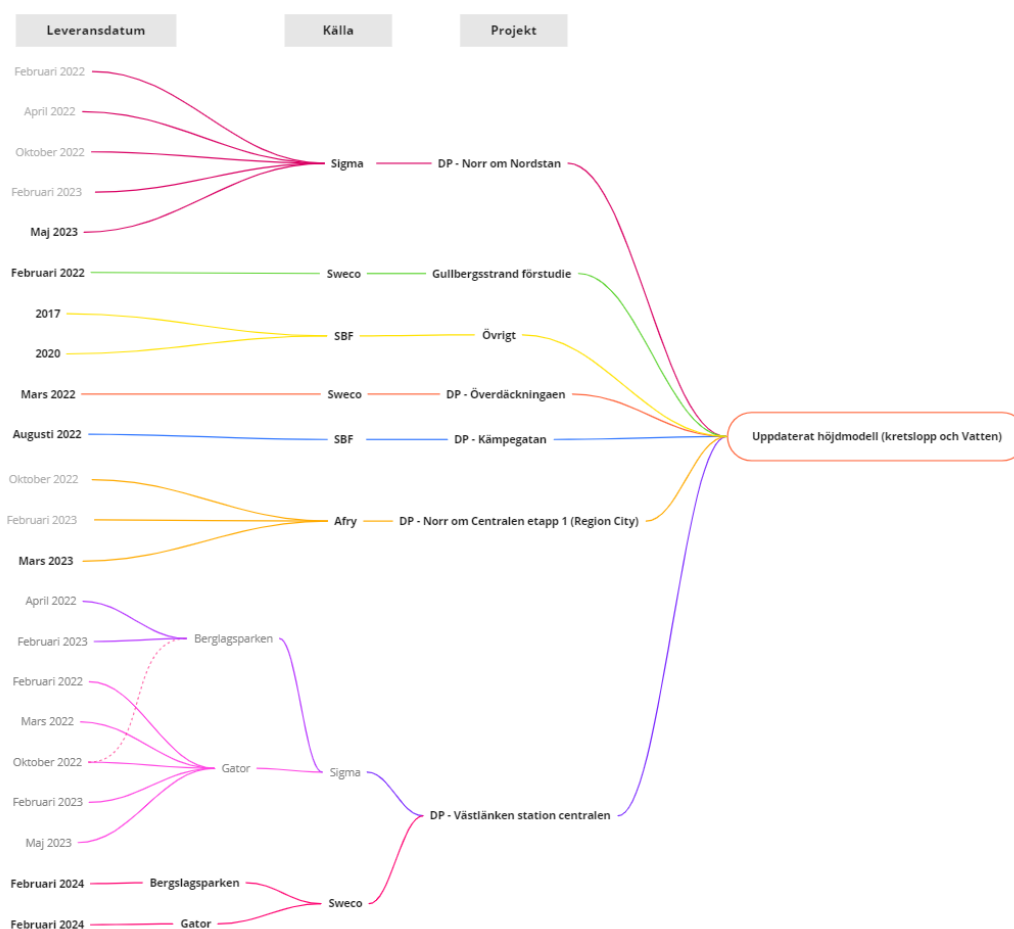 Leveransdatum
Källa
Projekt
Februari 2022
April 2022
Oktober 2022
Februari 2023
Maj 2023
Sigma
DP - Norr om Nordstan
Februari 2022
Sweco
Gullbergsstrand förstudie
2017
2020
SBF
Övrigt
Mars 2022
Sweco
DP - Överdäckningaen
Augusti 2022
SBF
DP - Kämpegatan
Uppdaterat höjdmodell (kretslopp och Vatten)
Oktober 2022
Februari 2023
Mars 2023
Afry
DP - Norr om Centralen etapp 1 (Region City)
April 2022
Februari 2023
Berglagsparken
Februari 2022
Mars 2022
Oktober 2022
Februari 2023
Maj 2023
Gator
Sigma
DP - Västlänken station centralen
Februari 2024
Bergslagsparken
Sweco
Februari 2024
Gator